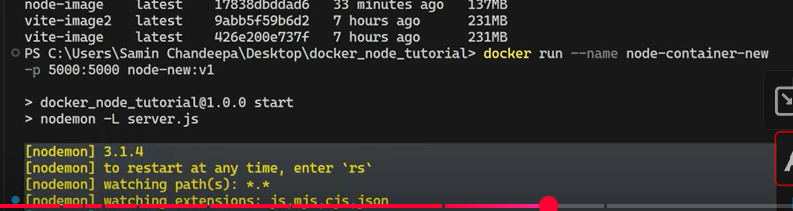 node-image latest 17838dbddad6 33 minutes ago 137MB
vite-image2 latest 9abb5f59b6d2 7 hours ago 231MB
vite-image latest 426e200e737f 7 hours ago 231MB
PS C:\Users\Samin Chandeepa\Desktop\docker_node_tutorial> docker run --name node-container-new
-p 5000:5000 node-new:v1
> docker_node_tutorial@1.0.0 start
> nodemon -L server.js
[nodemon] 3.1.4
[nodemon] to restart at any time, enter `rs`
[nodemon] watching path(s): *.*
[nodemon] watching extensions: js,mjs,cjs,json